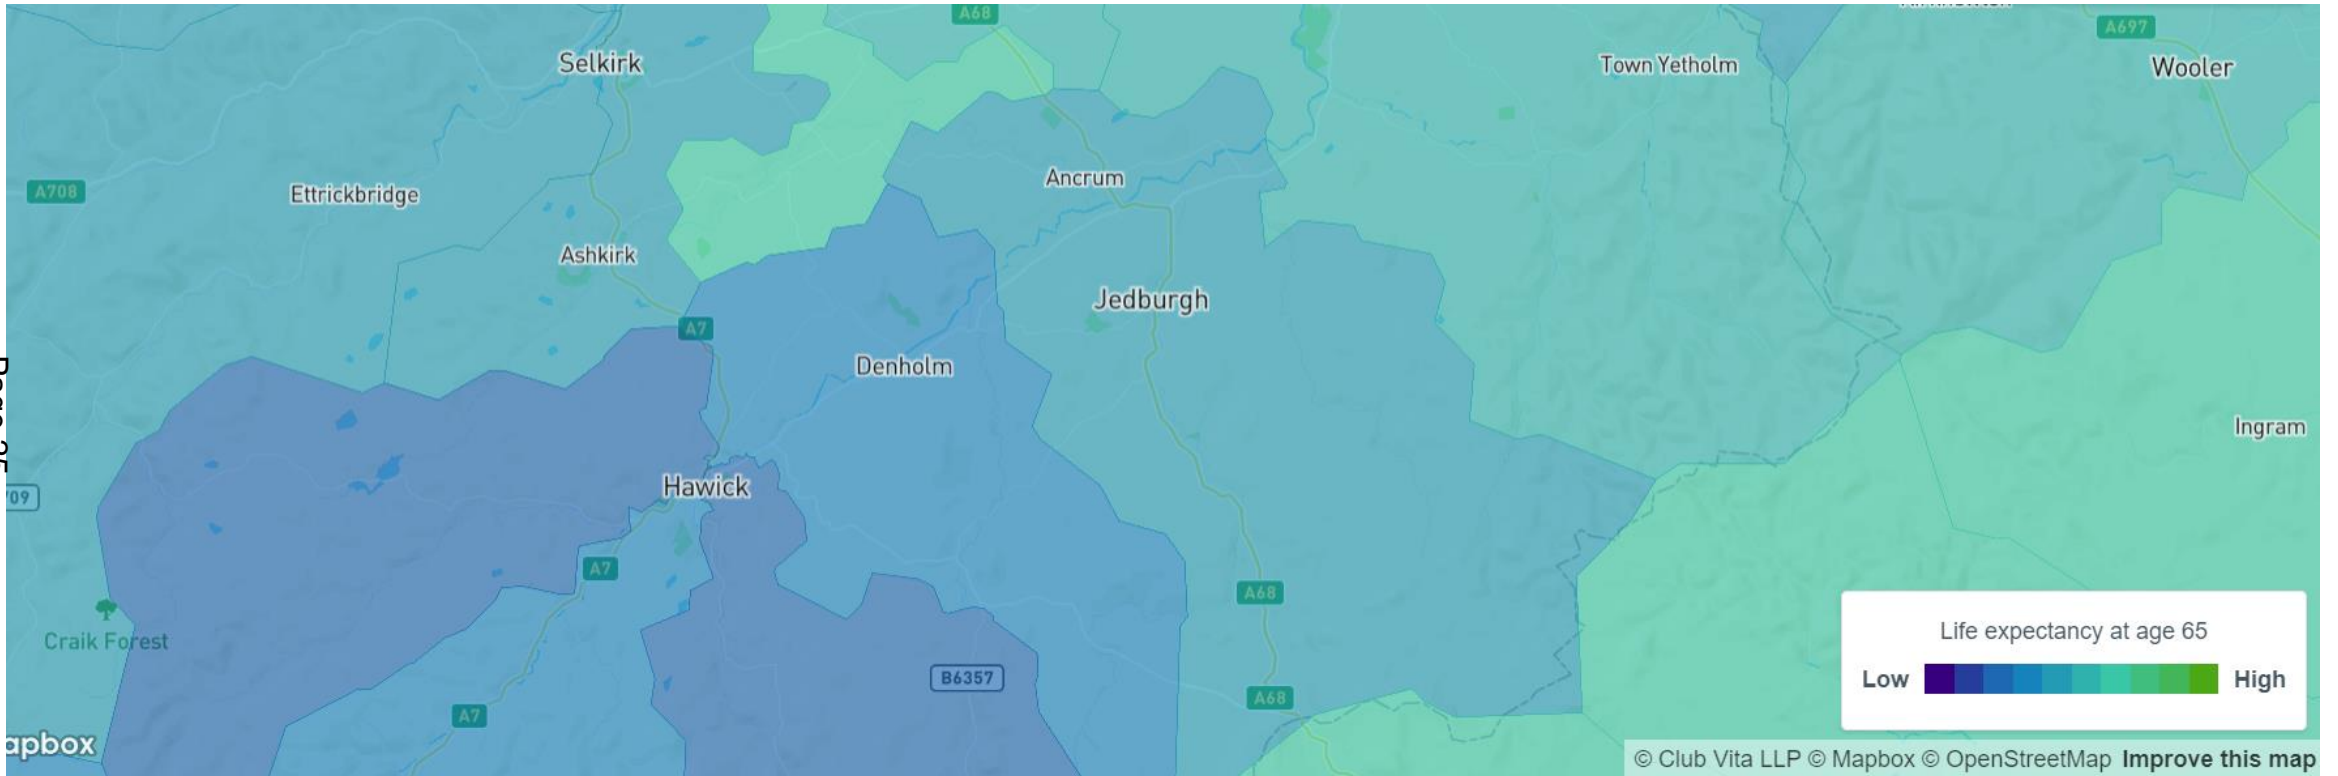 A68
A697
Selkirk
Town Yetholm
Wooler
A708
Ettrickbridge
Ancrum
Ashkirk
Jedburgh
A7
Denholm
Ingram
Hawick
709
A7
A68
Craik Forest
Life expectancy at age 65
Low High
B6357
A68
A7
apbox
© Club Vita LLP © Mapbox © OpenStreetMap Improve this map